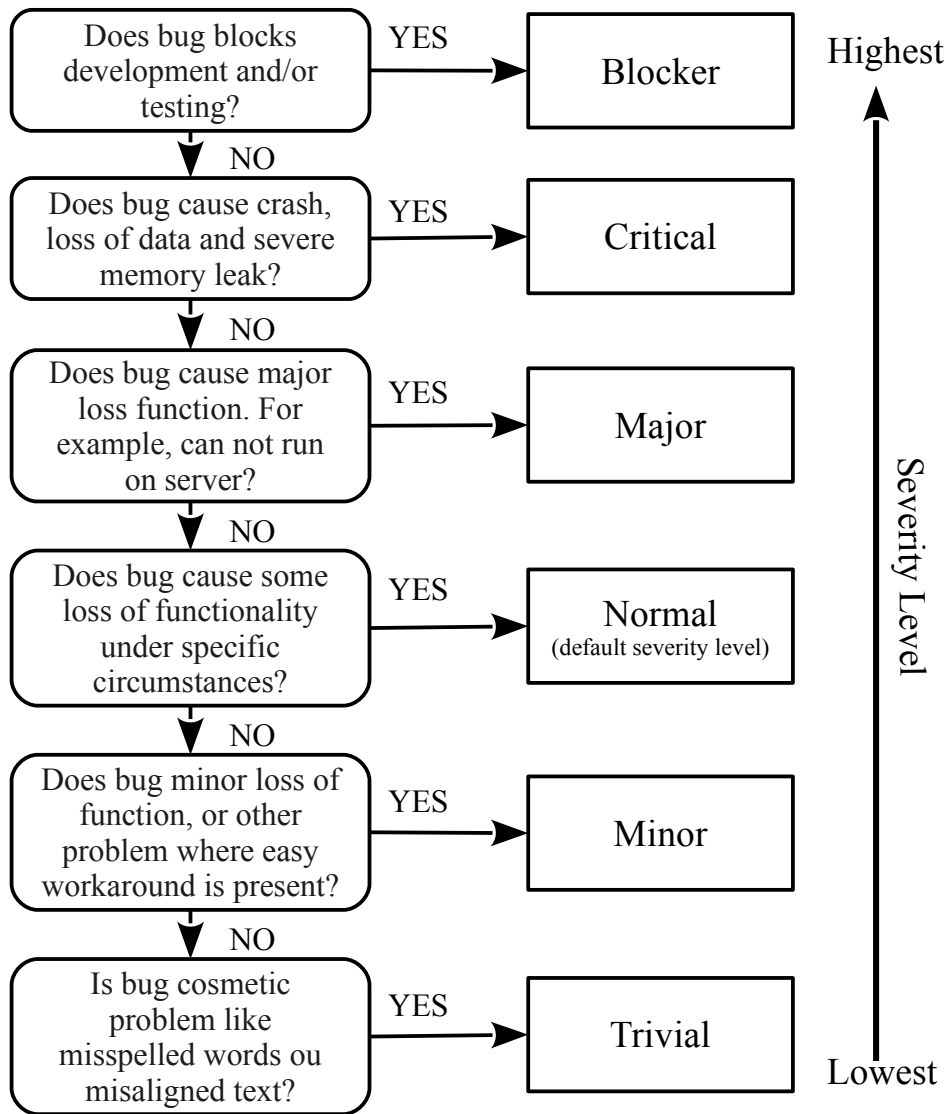 Does bug blocks
development and/or
testing?
YES
Blocker
Highest
NO
Does bug cause crash,
loss of data and severe
memory leak?
YES
Critical
NO
Does bug cause major
loss function. For
example, can not run
on server?
YES
Major
NO
Does bug cause some
loss of functionality
under specific
circumstances?
YES
Normal
(default severity level)
Severity Level
NO
Does bug minor loss of
function, or other
problem where easy
workaround is present?
YES
Minor
NO
Is bug cosmetic
problem like
misspelled words ou
misaligned text?
YES
Trivial
Lowest